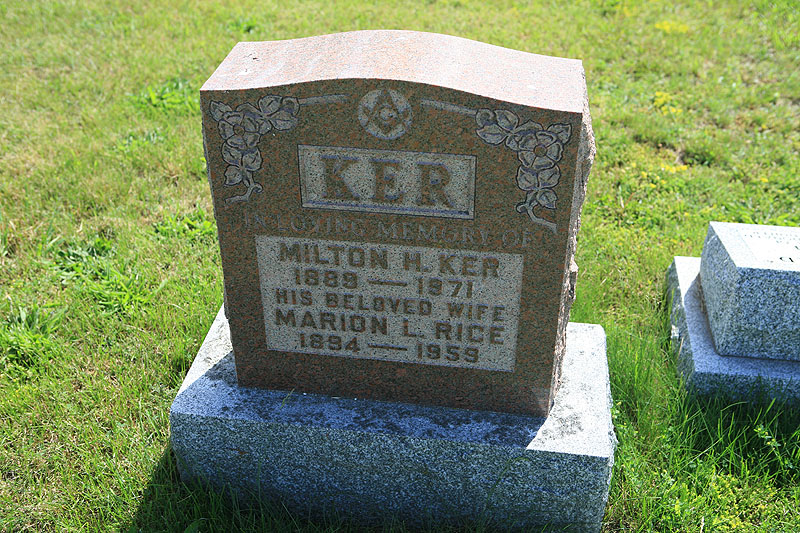 G
KER
IN LOVING MEMORY OF
MILTON H. KER
1889 — 1971
HIS BELOVED WIFE
MARION L. RICE
1894 — 1959